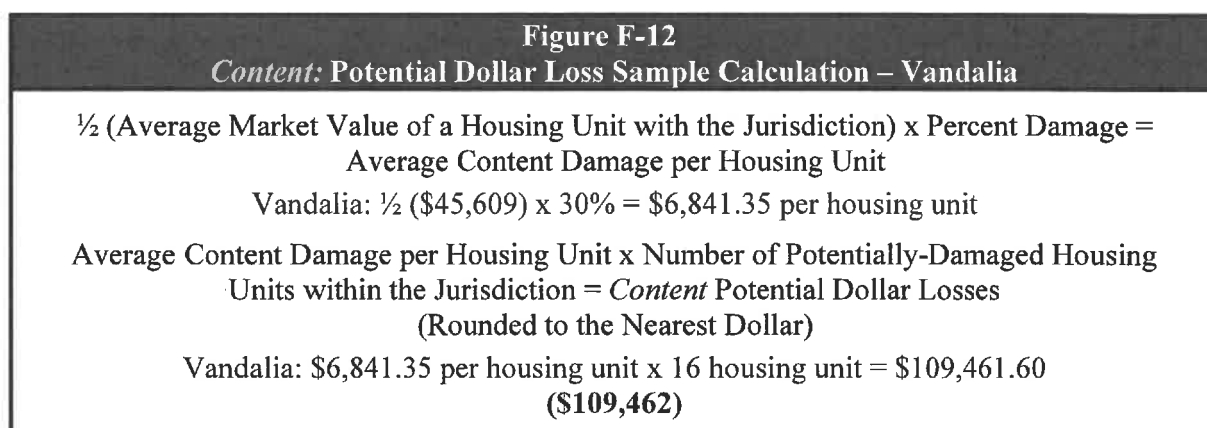 Figure F-12
Content: Potential Dollar Loss Sample Calculation – Vandalia
½ (Average Market Value of a Housing Unit with the Jurisdiction) x Percent Damage =
Average Content Damage per Housing Unit
Vandalia: ½ ($45,609) x 30% = $6,841.35 per housing unit
Average Content Damage per Housing Unit x Number of Potentially-Damaged Housing
Units within the Jurisdiction = Content Potential Dollar Losses
(Rounded to the Nearest Dollar)
Vandalia: $6,841.35 per housing unit x 16 housing unit = $109,461.60
($109,462)